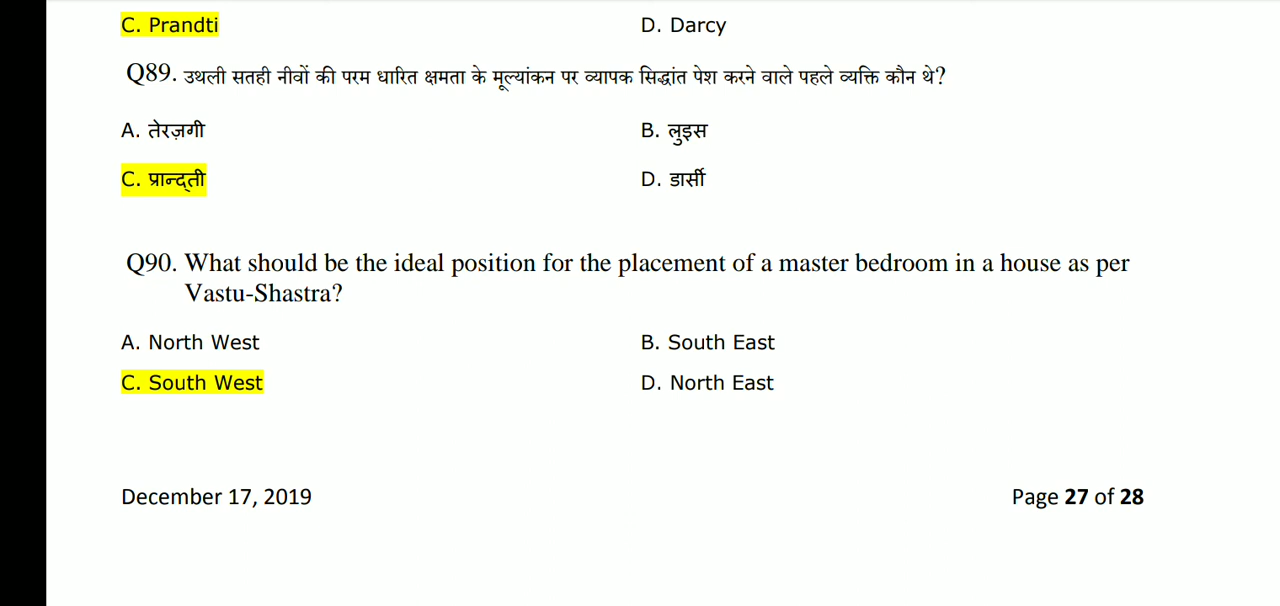 C. Prandti D. Darcy
Q89. उथली सतही नीवों की परम धारित क्षमता के मूल्यांकन पर व्यापक सिद्धांत पेश करने वाले पहले व्यक्ति कौन थे?
A. तेरज़गी B. लुइस
C. प्रान्द्ती D. डार्सी
Q90. What should be the ideal position for the placement of a master bedroom in a house as per
Vastu-Shastra?
A. North West B. South East
C. South West D. North East
December 17, 2019 Page 27 of 28